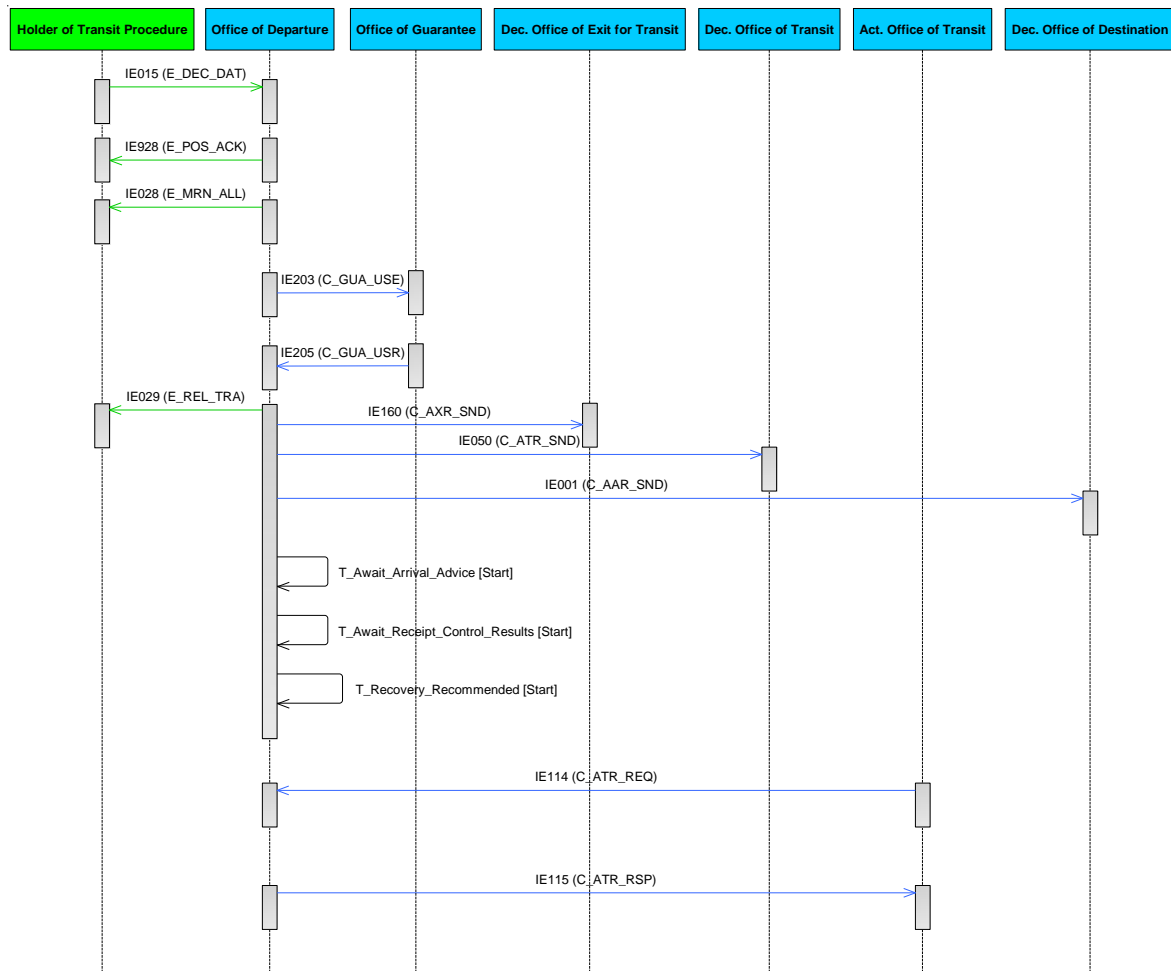 Holder of Transit Procedure
Office of Departure
Office of Guarantee
Dec. Office of Exit for Transit
Dec. Office of Transit
Act. Office of Transit
Dec. Office of Destination
IE015 (E_DEC_DAT)
IE928 (E_POS_ACK)
IE028 (E_MRN_ALL)
IE203 (C_GUA_USE)
IE205 (C_GUA_USR)
IE029 (E_REL_TRA)
IE160 (C_AXR_SND)
IE050 (C_ATR_SND)
IE001 (C_AAR_SND)
T_Await_Arrival_Advice [Start]
T_Await_Receipt_Control_Results [Start]
T_Recovery_Recommended [Start]
IE114 (C_ATR_REQ)
IE115 (C_ATR_RSP)